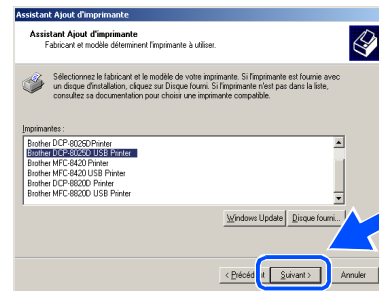 Assistant Ajout d'imprimante
Assistant Ajout d'imprimante
Fabricant et modèle déterminent l'imprimante à utiliser.
Sélectionnez le fabricant et le modèle de votre imprimante. Si l'imprimante est fournie avec
un disque d'installation, cliquez sur Disque fourni. Si l'imprimante n'est pas dans la liste,
consultez sa documentation pour choisir une imprimante compatible.
Imprimantes :
Brother DCP-8025DPrinter
Brother DCP-8025D USB Printer
Brother MFC-8420 Printer
Brother MFC-8420 USB Printer
Brother DCP-8820D Printer
Brother MFC-8820D USB Printer
Windows Update Disque fourni...
< Précéd t Suivant > Annuler